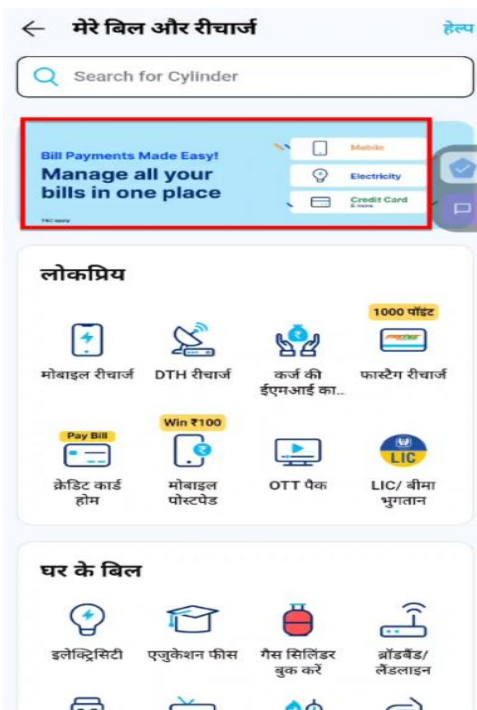 मेरे बिल और रीचार्ज
हेल्प
Search for Cylinder
Bill Payments Made Easy!
Manage all your
bills in one place
T&C apply
Mobile
Electricity
Credit Card
& more
लोकप्रिय
1000 पॉइंट
मोबाइल रीचार्ज
DTH रीचार्ज
कर्ज की
ईएमआई का..
फास्टैग रीचार्ज
Pay Bill
Win ₹100
LIC
क्रेडिट कार्ड
होम
मोबाइल
पोस्टपेड
OTT पैक
LIC/ बीमा
भुगतान
घर के बिल
इलेक्ट्रिसिटी
एजुकेशन फीस
गैस सिलिंडर
बुक करें
ब्रॉडबैंड/
लैंडलाइन